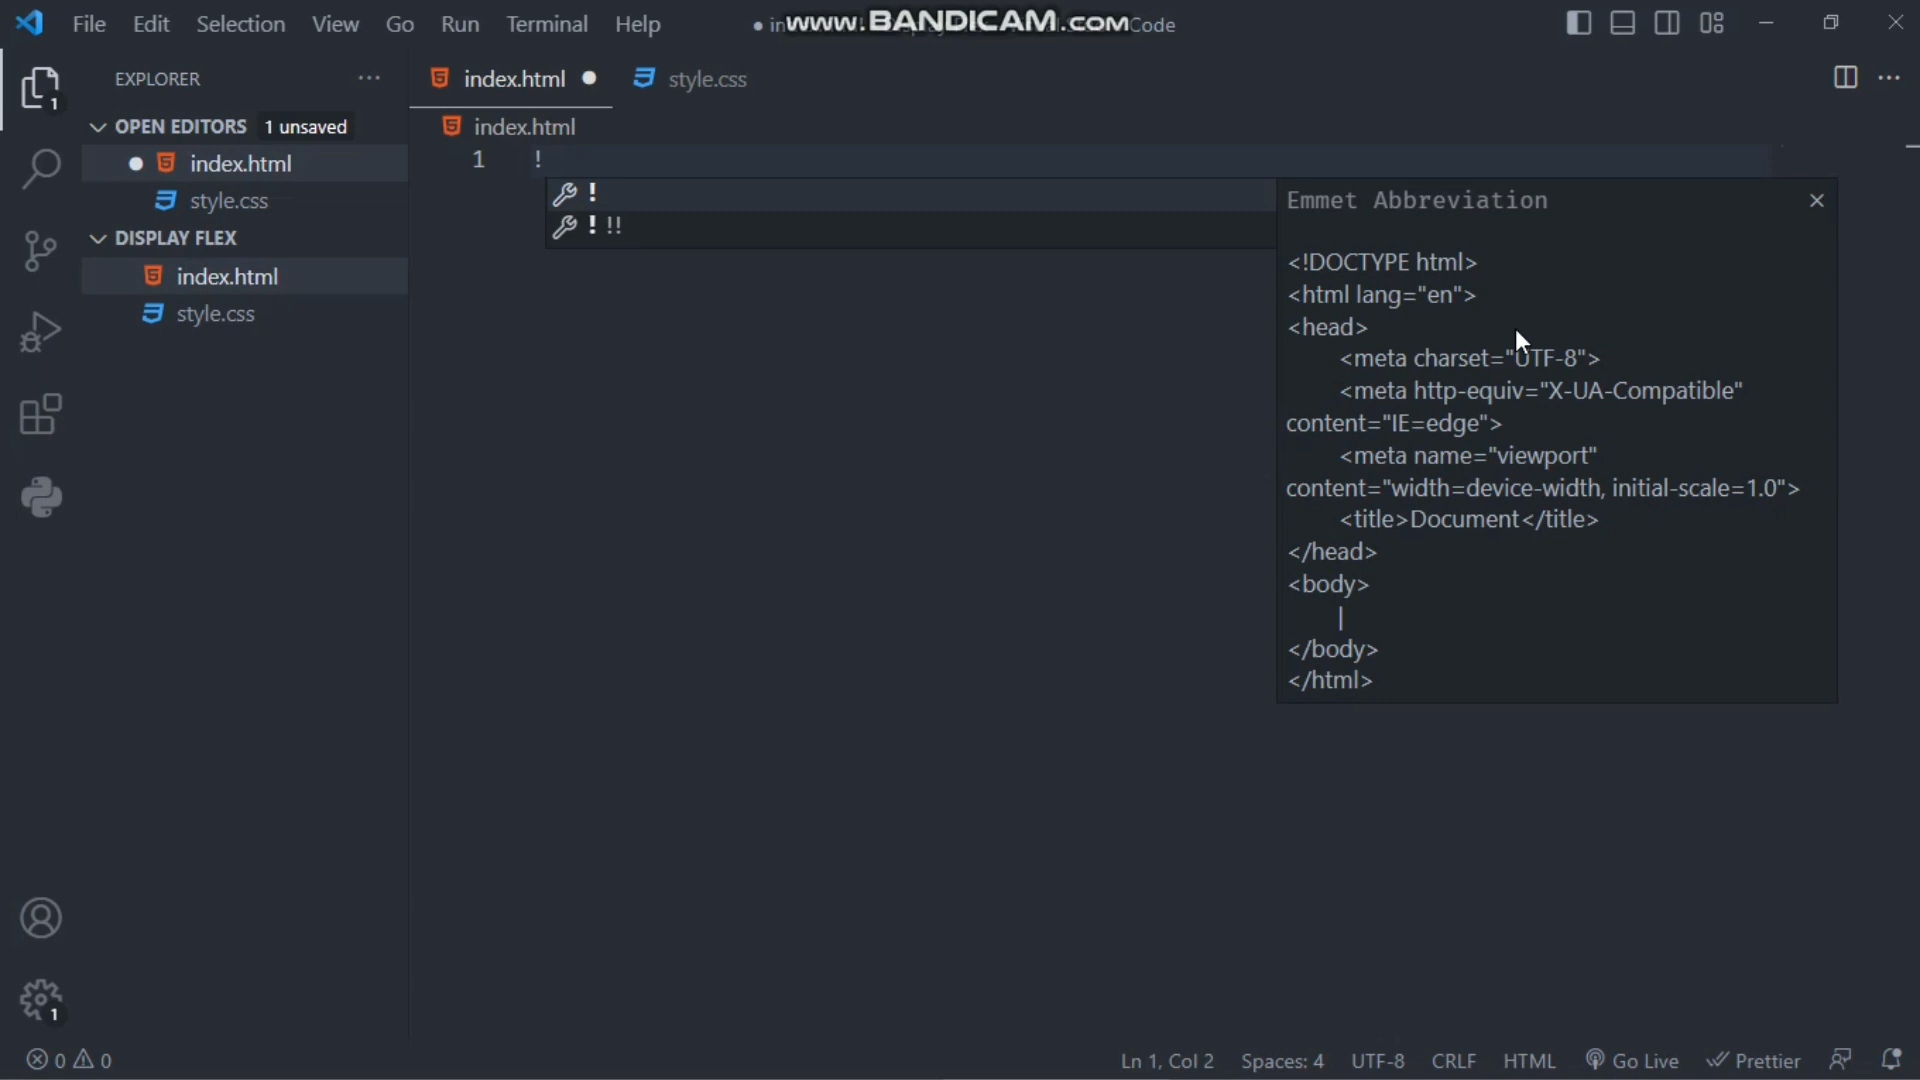 File Edit Selection View Go Run Terminal Help
www.BANDICAM.com
Code
EXPLORER
OPEN EDITORS 1 unsaved
index.html
style.css
DISPLAY FLEX
index.html
style.css
index.html style.css
index.html
1 !
!
!!!
Emmet Abbreviation
<!DOCTYPE html>
<html lang="en">
<head>
<meta charset="UTF-8">
<meta http-equiv="X-UA-Compatible"
content="IE=edge">
<meta name="viewport"
content="width=device-width, initial-scale=1.0">
<title>Document</title>
</head>
<body>
|
</body>
</html>
1
1
0 0
Ln 1, Col 2 Spaces: 4 UTF-8 CRLF HTML Go Live Prettier